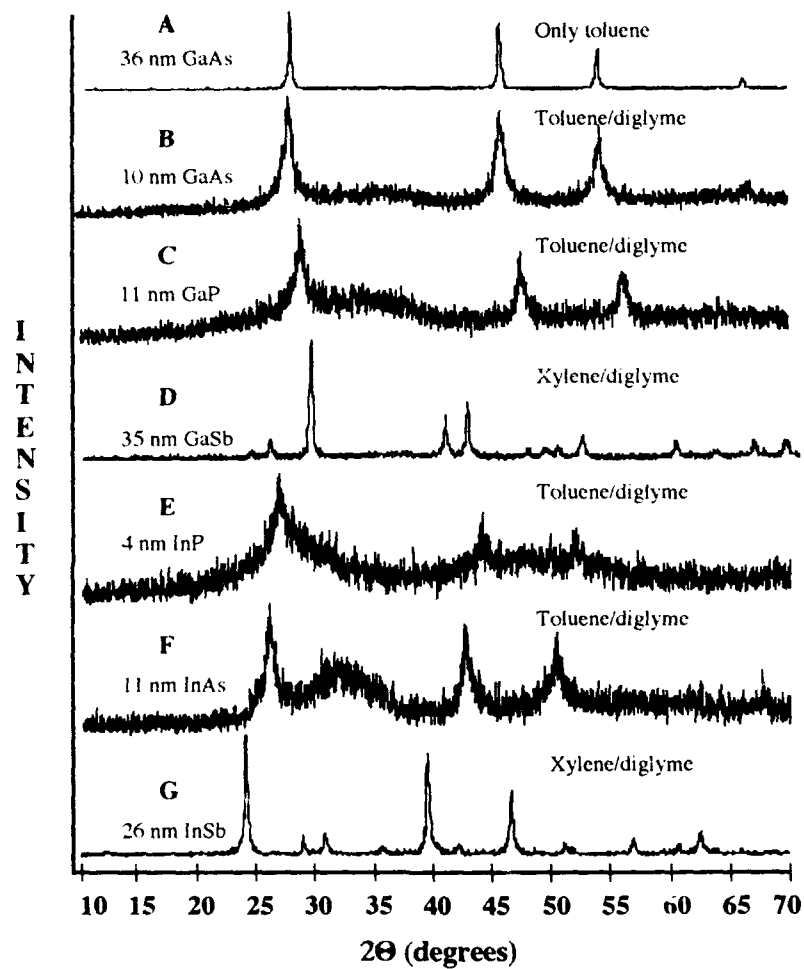 A
36 nm GaAs
Only toluene
B
10 nm GaAs
Toluene/diglyme
C
11 nm GaP
Toluene/diglyme
D
35 nm GaSb
Xylene/diglyme
E
4 nm InP
Toluene/diglyme
F
11 nm InAs
Toluene/diglyme
G
26 nm InSb
Xylene/diglyme
INTENSITY
10 15 20 25 30 35 40 45 50 55 60 65 70
2Θ (degrees)